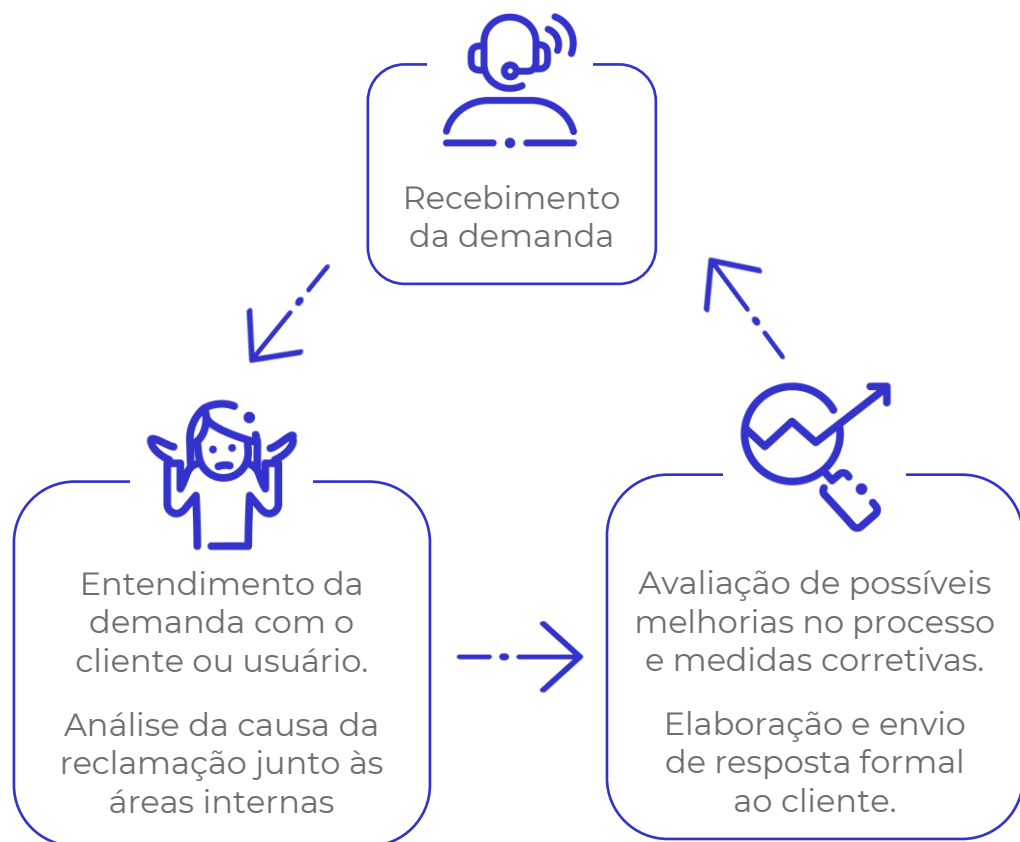 Recebimento
da demanda
Entendimento da
demanda com o
cliente ou usuário.
Análise da causa da
reclamação junto às
áreas internas
Avaliação de possíveis
melhorias no processo
e medidas corretivas.
Elaboração e envio
de resposta formal
ao cliente.